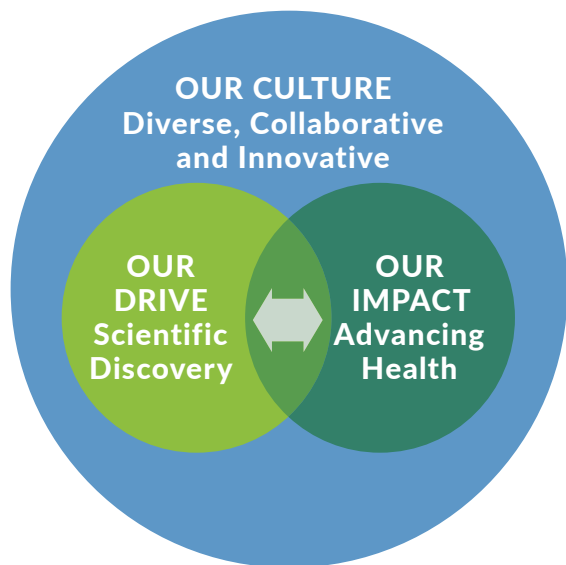 OUR CULTURE
Diverse, Collaborative
and Innovative
OUR
DRIVE
Scientific
Discovery
OUR
IMPACT
Advancing
Health